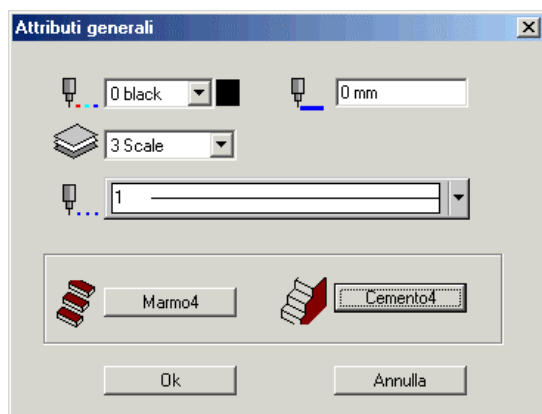 Attributi generali
0 black
0 mm
3 Scale
1
Marmo4
Cemento4
Ok
Annulla